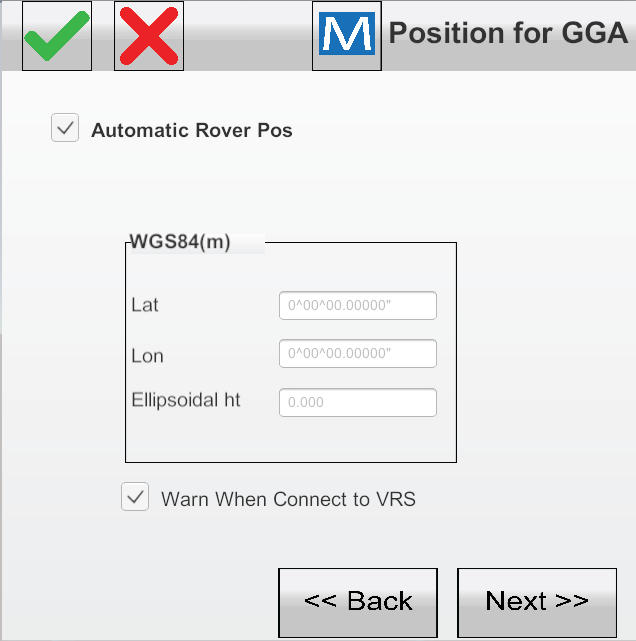 M Position for GGA
Automatic Rover Pos
WGS84(m)
Lat 0^00^00.00000"
Lon 0^00^00.00000"
Ellipsoidal ht 0.000
Warn When Connect to VRS
<< Back Next >>